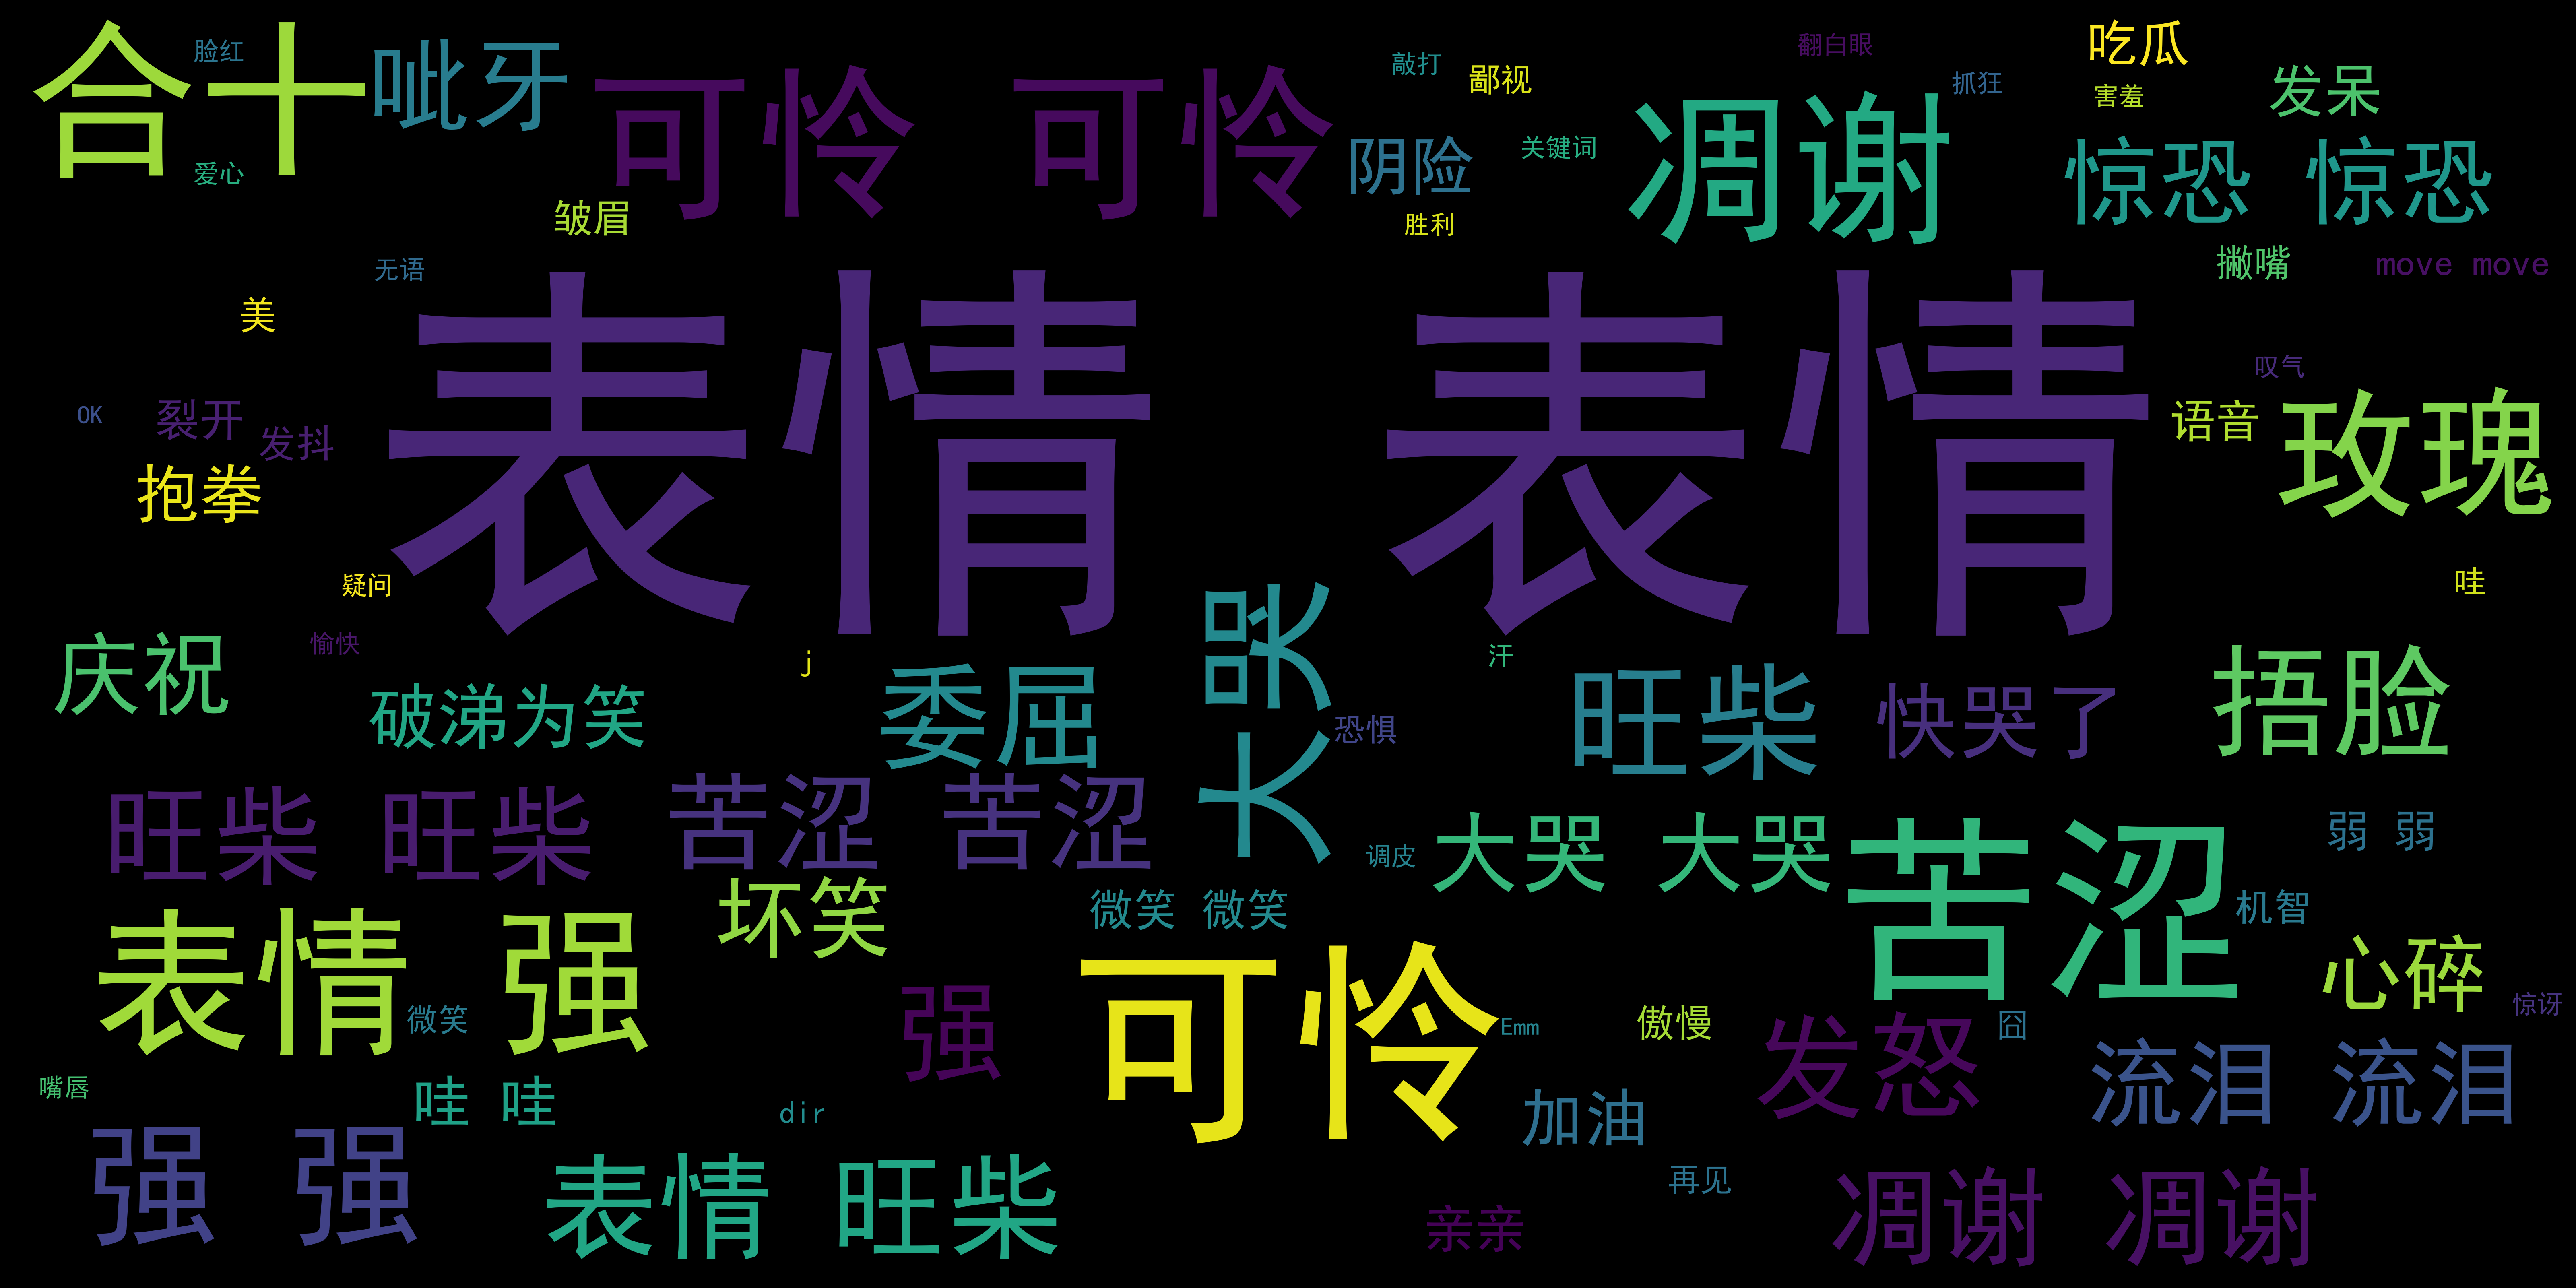 合十
脸红
爱心
呲牙
可怜 可怜
皱眉
敲打
鄙视
阴险
关键词
胜利
翻白眼
抓狂
凋谢
吃瓜
害羞
发呆
惊恐 惊恐
撇嘴
move move
无语
美
表情 表情
叹气
OK
裂开
发抖
语音
玫瑰
抱拳
疑问
哇
庆祝
愉快
j
破涕为笑
委屈
大哭
汗
恐惧
旺柴
快哭了
捂脸
旺柴 旺柴
苦涩 苦涩
调皮
大哭 大哭
苦涩
弱 弱
坏笑
微笑 微笑
机智
表情 强
微笑
强
可怜
Emm
傲慢
发怒
囧
心碎
惊讶
嘴唇
哇 哇
dir
加油
流泪 流泪
强 强
表情 旺柴
再见
亲亲
凋谢 凋谢